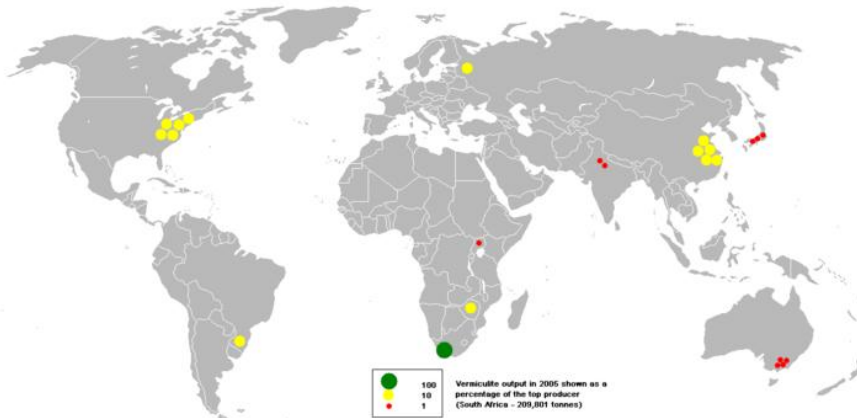 100 Vermiculite output in 2005 shown as a
10 percentage of the top producer
1 (South Africa - 209,801 tonnes)